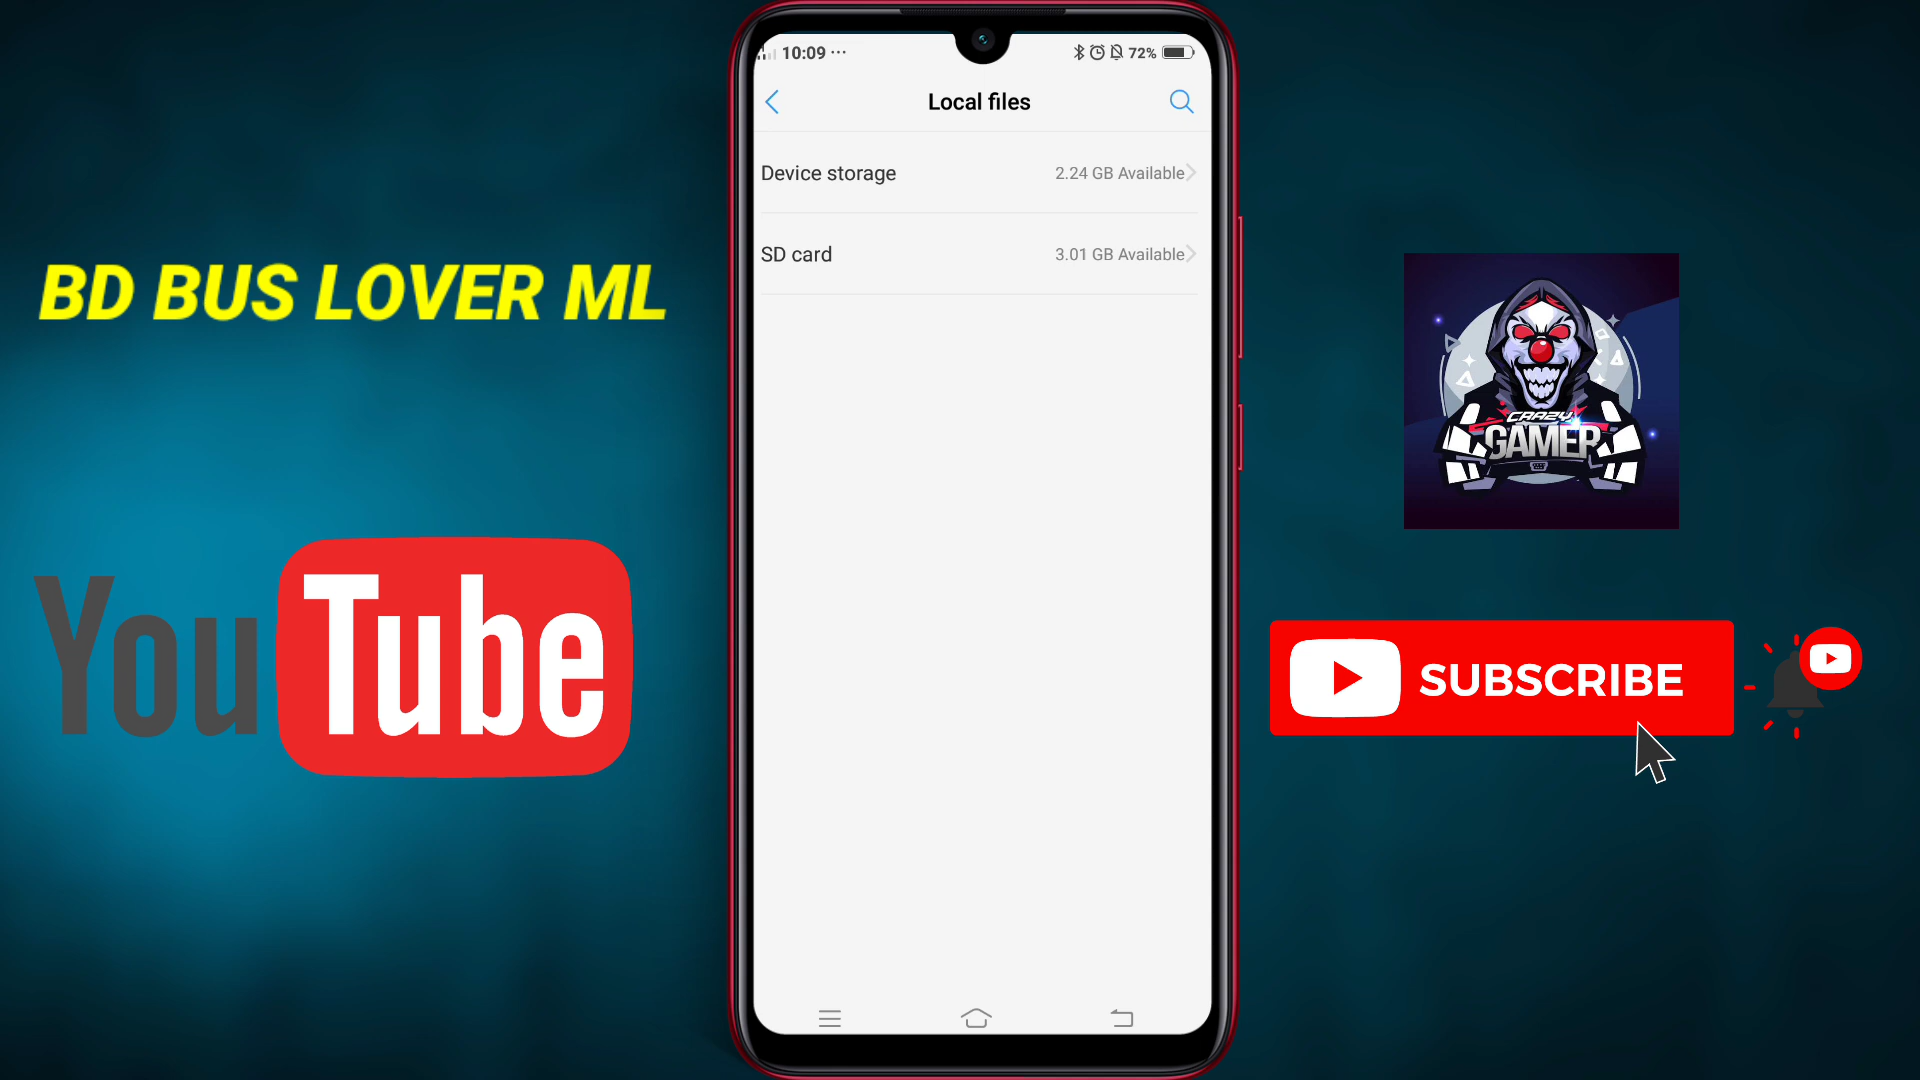 10:09 ...
72%
Local files
Device storage
2.24 GB Available
SD card
3.01 GB Available
BD BUS LOVER ML
YouTube
CRAZY
GAMER
SUBSCRIBE